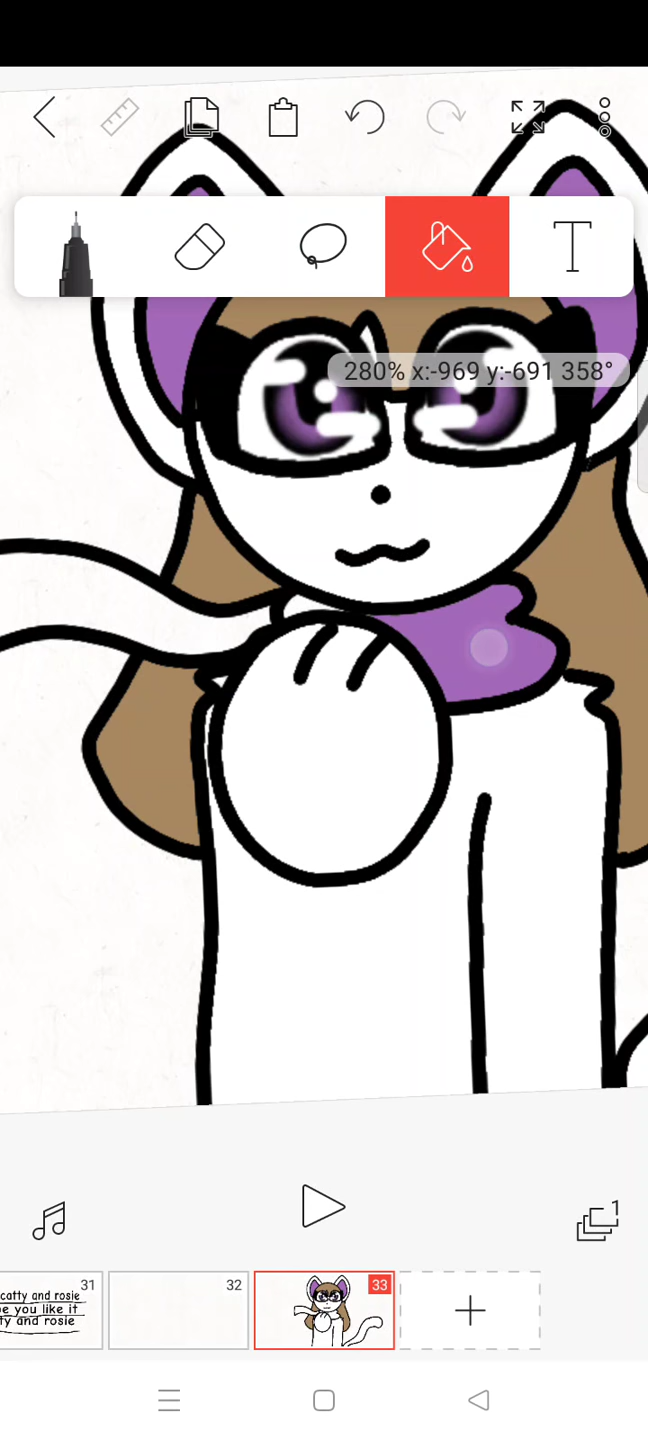 T
280% x:-969 y:-691 358°
1
31
catty and rosie
e you like it
ty and rosie
32
33